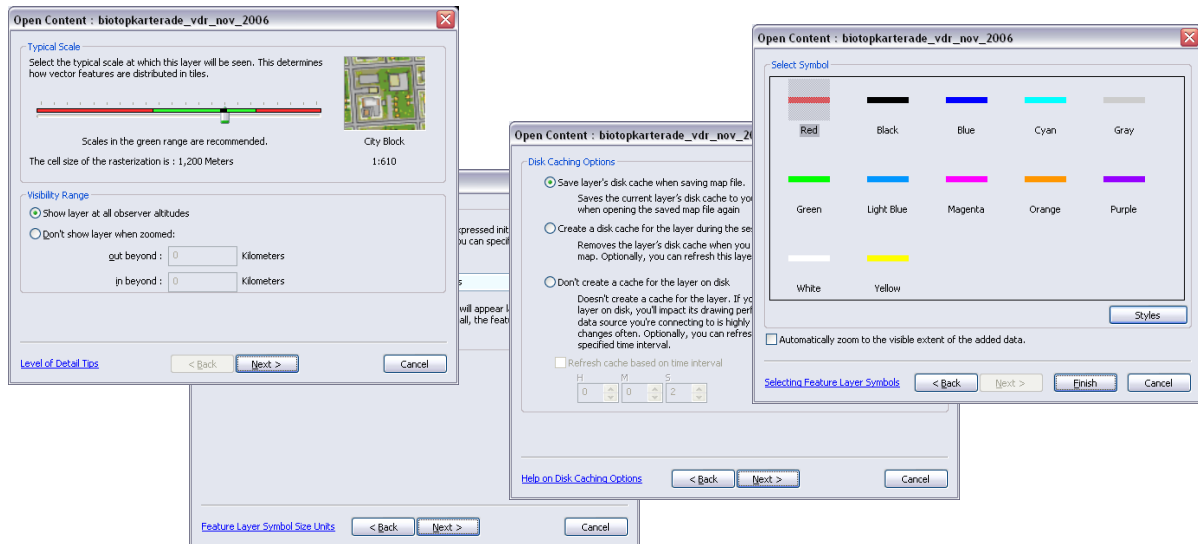 Open Content : biotopkarterade_vdr_nov_2006
Typical Scale
Select the typical scale at which this layer will be seen. This determines
how vector features are distributed in tiles.
Scales in the green range are recommended.
City Block
The cell size of the rasterization is : 1,200 Meters
1:610
Visibility Range
Show layer at all observer altitudes
Don't show layer when zoomed:
out beyond :
0
Kilometers
in beyond :
0
Kilometers
Level of Detail Tips
< Back
Next >
Cancel
xpressed init
ou can specif
s
will appear l
all, the featu
Feature Layer Symbol Size Units
< Back
Next >
Cancel
Open Content : biotopkarterade_vdr_nov_20
Disk Caching Options
Save layer's disk cache when saving map file.
Saves the current layer's disk cache to you
when opening the saved map file again
Create a disk cache for the layer during the ses
Removes the layer's disk cache when you
map. Optionally, you can refresh this laye
Don't create a cache for the layer on disk
Doesn't create a cache for the layer. If yo
layer on disk, you'll impact its drawing perf
data source you're connecting to is highly
changes often. Optionally, you can refres
specified time interval.
Refresh cache based on time interval
H M S
0 0 2
Help on Disk Caching Options
< Back
Next >
Cancel
Open Content : biotopkarterade_vdr_nov_2006
Select Symbol
Red Black Blue Cyan Gray
Green Light Blue Magenta Orange Purple
White Yellow
Styles
Automatically zoom to the visible extent of the added data.
Selecting Feature Layer Symbols
< Back
Next >
Finish
Cancel